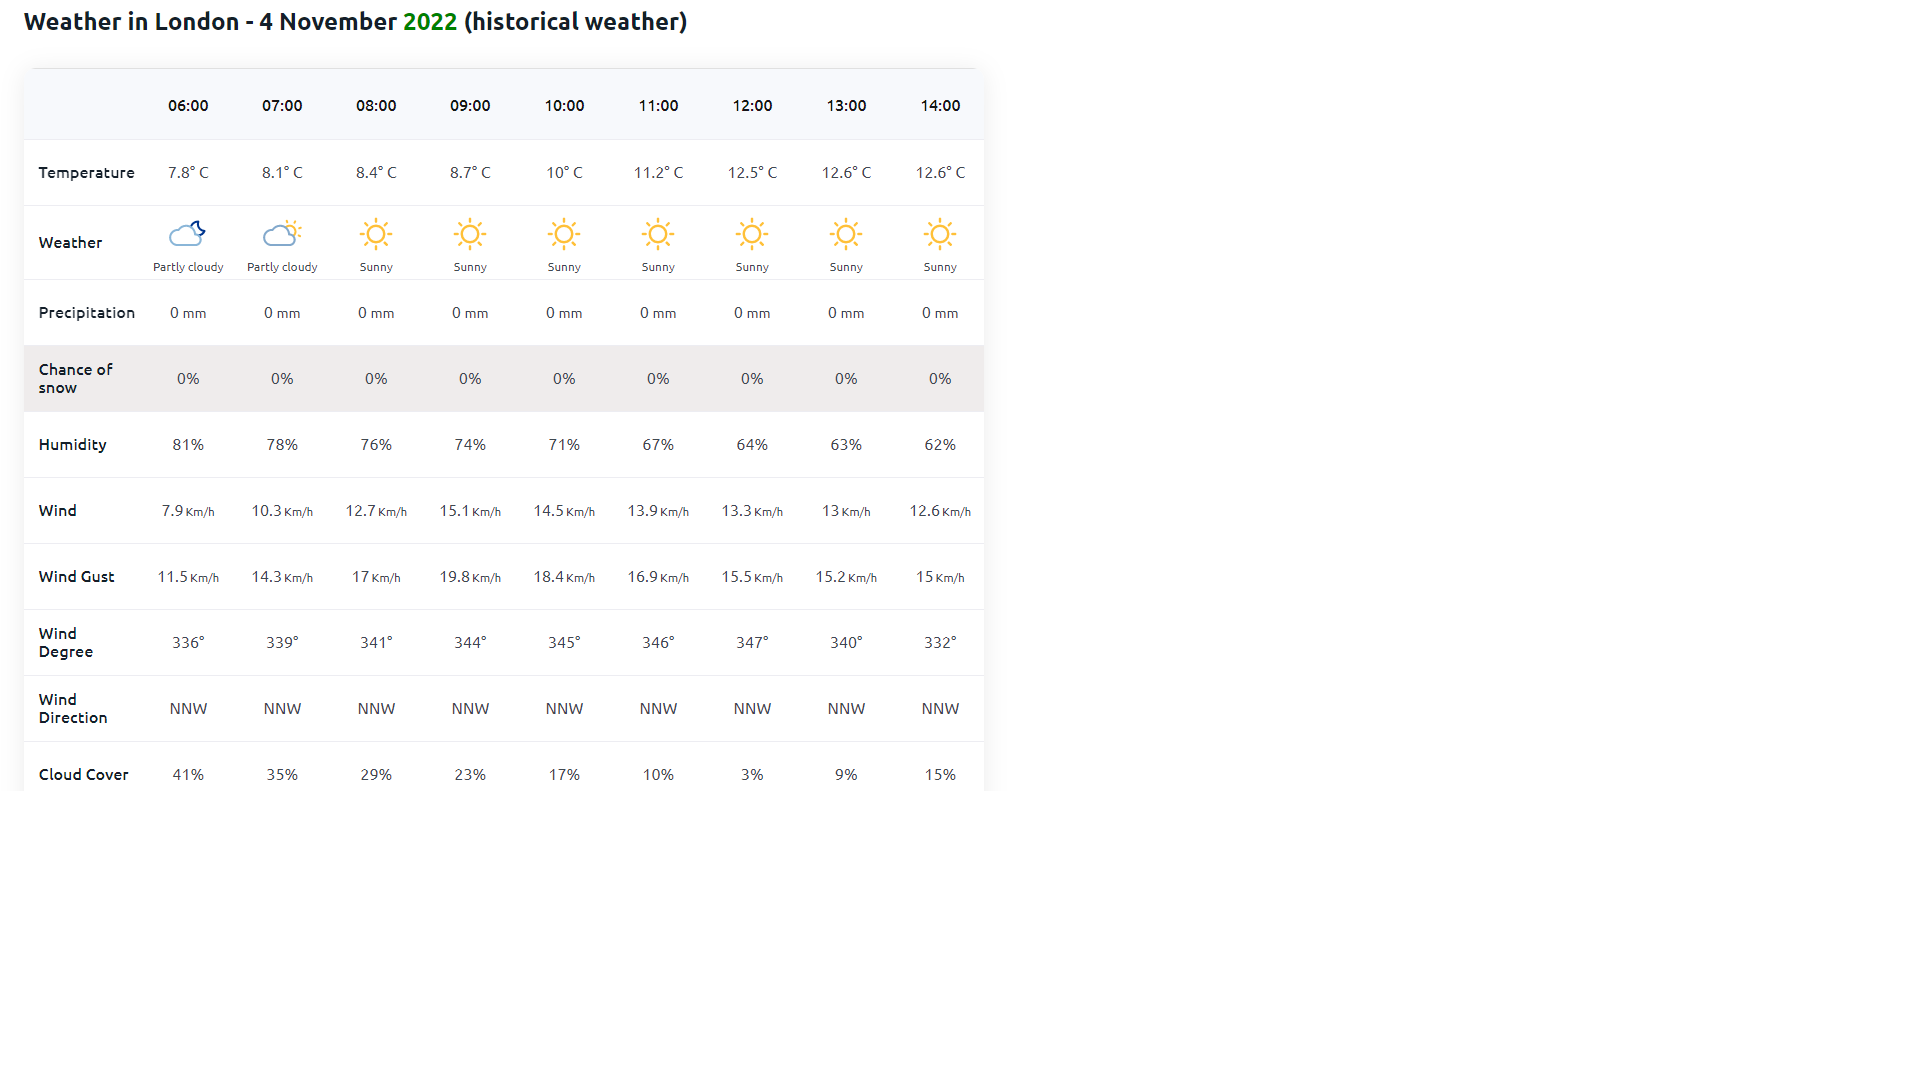 Weather in London - 4 November 2022 (historical weather)
06:00 07:00 08:00 09:00 10:00 11:00 12:00 13:00 14:00
Temperature 7.8° C 8.1° C 8.4° C 8.7° C 10° C 11.2° C 12.5° C 12.6° C 12.6° C
Weather Partly cloudy Partly cloudy Sunny Sunny Sunny Sunny Sunny Sunny Sunny
Precipitation 0 mm 0 mm 0 mm 0 mm 0 mm 0 mm 0 mm 0 mm 0 mm
Chance of
snow 0% 0% 0% 0% 0% 0% 0% 0% 0%
Humidity 81% 78% 76% 74% 71% 67% 64% 63% 62%
Wind 7.9 Km/h 10.3 Km/h 12.7 Km/h 15.1 Km/h 14.5 Km/h 13.9 Km/h 13.3 Km/h 13 Km/h 12.6 Km/h
Wind Gust 11.5 Km/h 14.3 Km/h 17 Km/h 19.8 Km/h 18.4 Km/h 16.9 Km/h 15.5 Km/h 15.2 Km/h 15 Km/h
Wind
Degree 336° 339° 341° 344° 345° 346° 347° 340° 332°
Wind
Direction NNW NNW NNW NNW NNW NNW NNW NNW NNW
Cloud Cover 41% 35% 29% 23% 17% 10% 3% 9% 15%